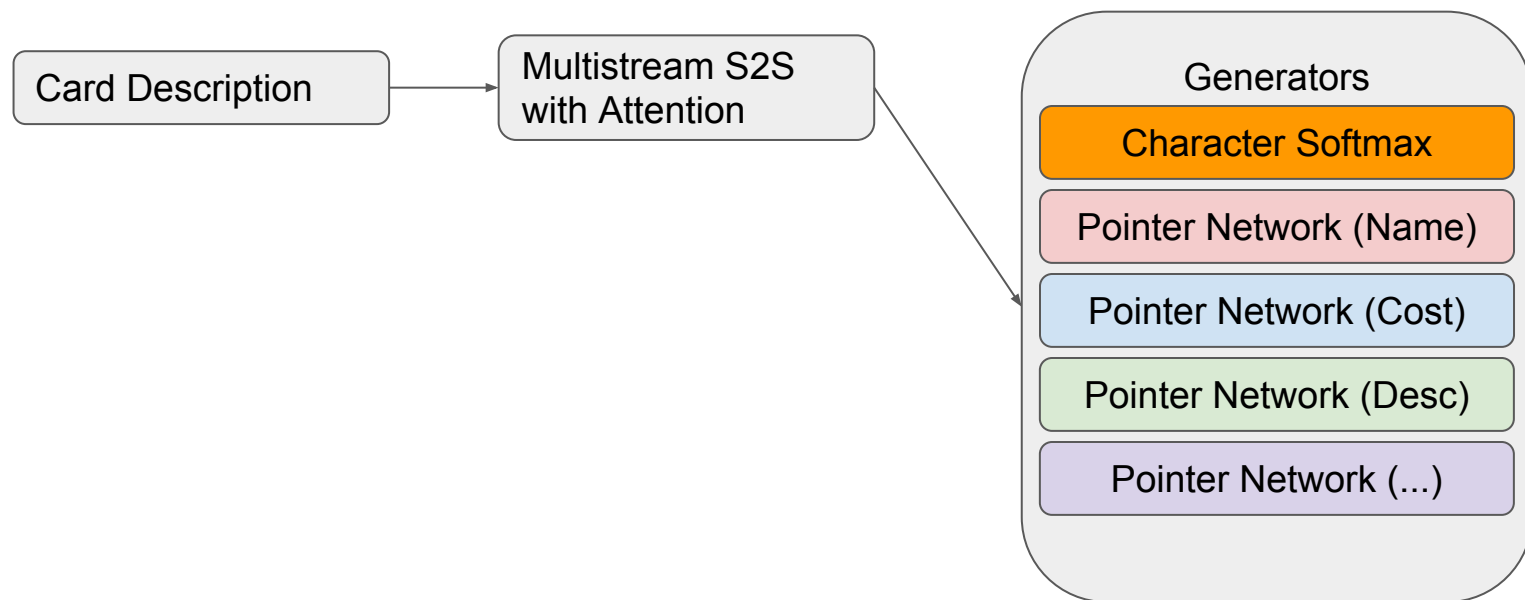 Card Description
Multistream S2S
with Attention
Generators
Character Softmax
Pointer Network (Name)
Pointer Network (Cost)
Pointer Network (Desc)
Pointer Network (...)